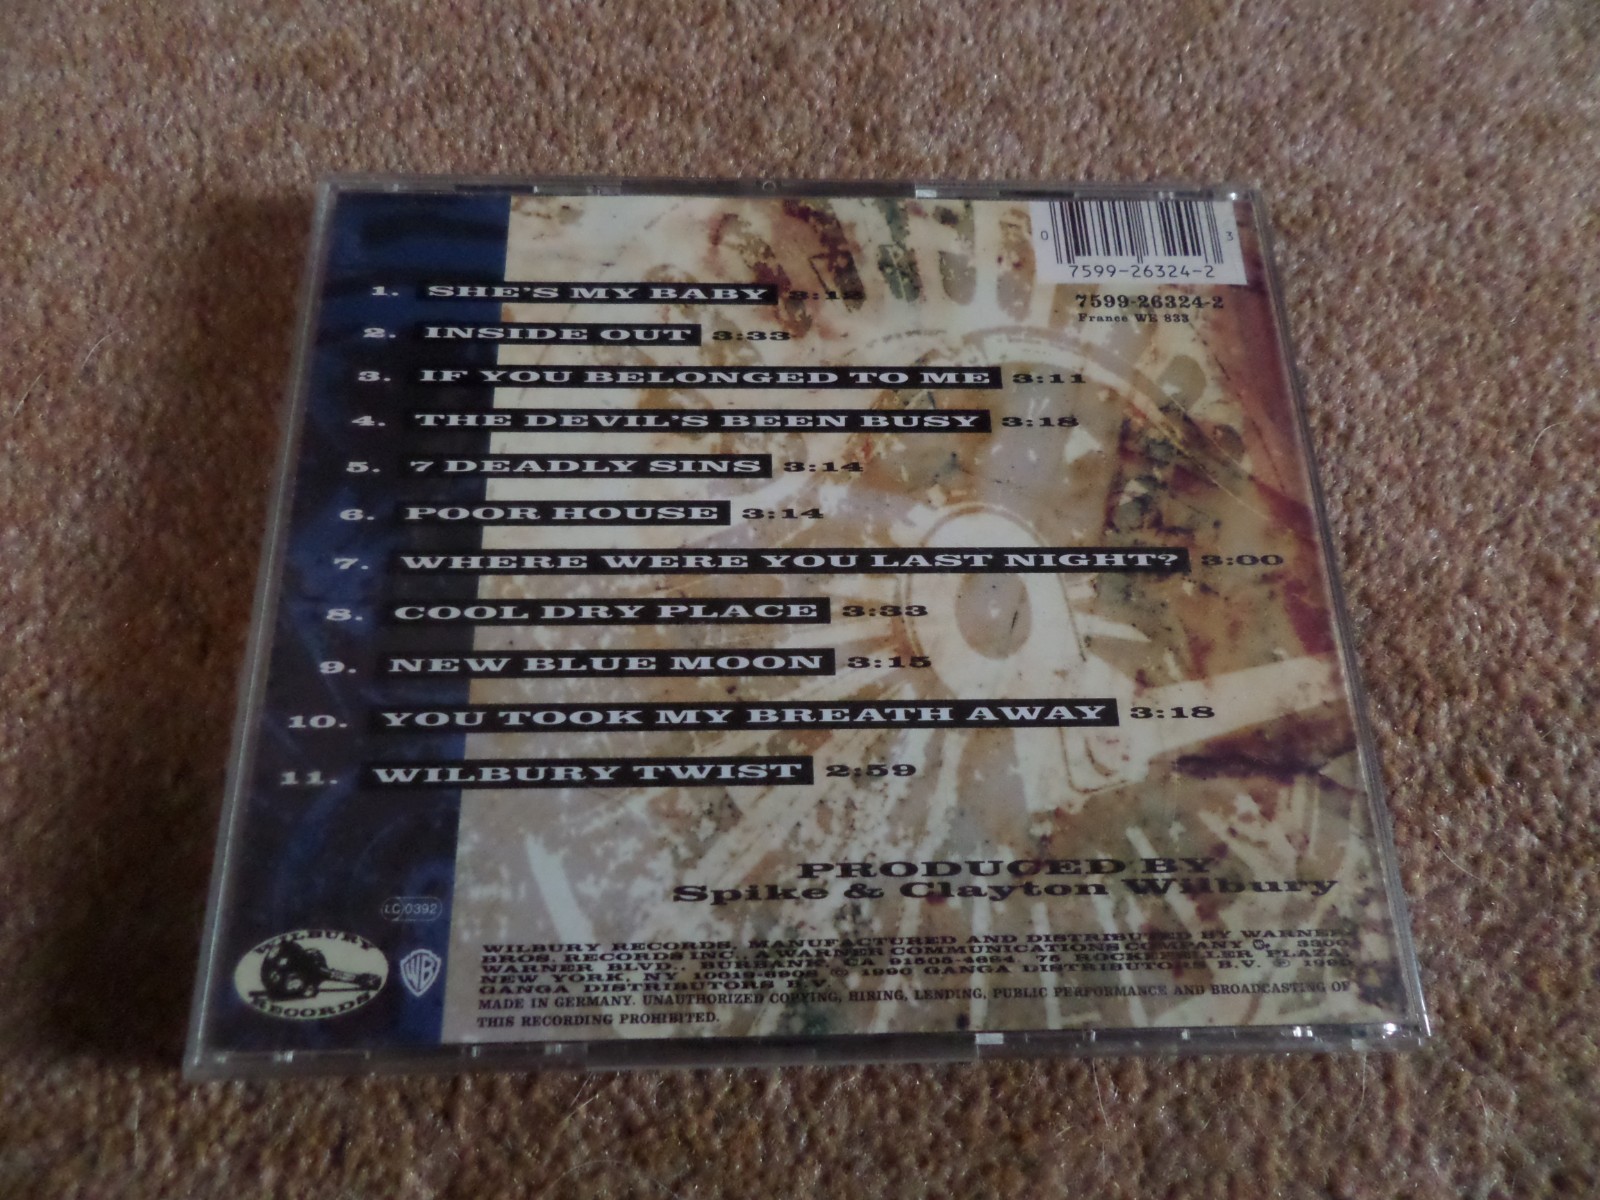 0 3
7599-26324-2
7599-26324-2
France WE 833
1. SHE'S MY BABY
2. INSIDE OUT 3:33
3. IF YOU BELONGED TO ME 3:11
4. THE DEVIL'S BEEN BUSY 3:18
5. 7 DEADLY SINS 3:14
6. POOR HOUSE 3:14
7. WHERE WERE YOU LAST NIGHT? 3:00
8. COOL DRY PLACE 3:33
9. NEW BLUE MOON 3:15
10. YOU TOOK MY BREATH AWAY 3:18
11. WILBURY TWIST 2:59
PRODUCED BY
Spike & Clayton Wilbury
LC 0392
WILBURY
RECORDS
WB
WILBURY RECORDS. MANUFACTURED AND DISTRIBUTED BY WARNER
BROS. RECORDS INC., A WARNER COMMUNICATIONS COMPANY 3300
WARNER BLVD., BURBANK, CA 75 ROCKEFELLER PLAZA,
NEW YORK, NY 10019-6908 © 1990 GANGA DISTRIBUTORS B.V. ℗ 1990
GANGA DISTRIBUTORS B.V.
MADE IN GERMANY. UNAUTHORIZED COPYING, HIRING, LENDING, PUBLIC PERFORMANCE AND BROADCASTING OF
THIS RECORDING PROHIBITED.